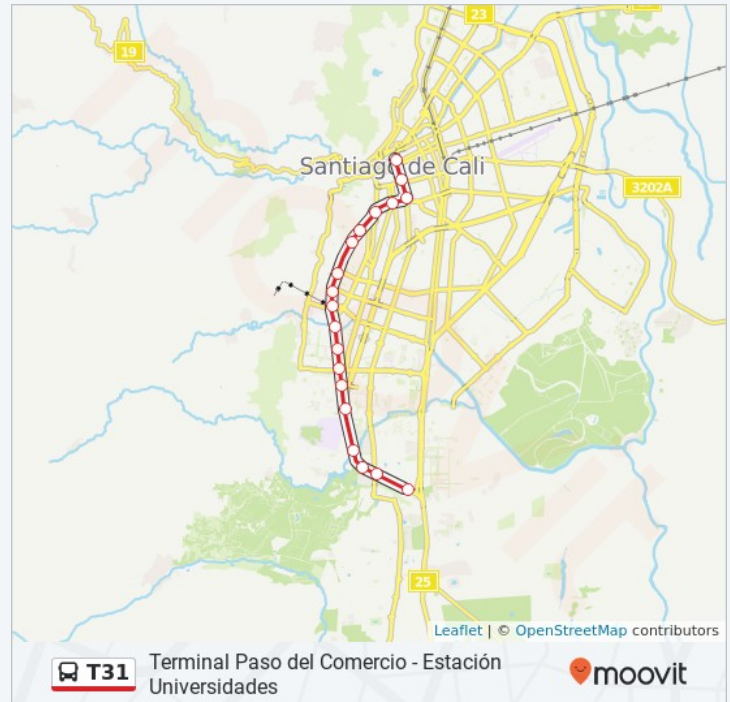 23
19
Santiago de Cali
3202A
25
Leaflet | © OpenStreetMap contributors
T31
Terminal Paso del Comercio - Estación
Universidades
moovit